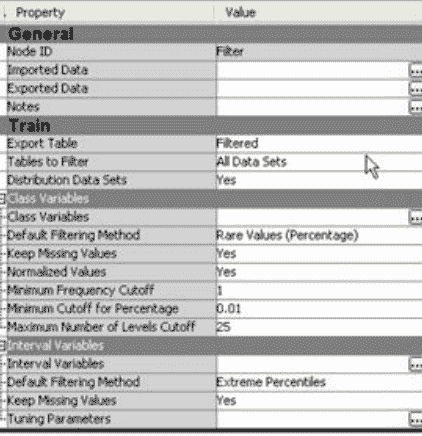 Property Value
General
Node ID Filter
Imported Data ...
Exported Data ...
Notes ...
Train
Export Table Filtered
Tables to Filter All Data Sets
Distribution Data Sets Yes
Class Variables
Class Variables ...
Default Filtering Method Rare Values (Percentage)
Keep Missing Values Yes
Normalized Values Yes
Minimum Frequency Cutoff 1
Minimum Cutoff for Percentage 0.01
Maximum Number of Levels Cutoff 25
Interval Variables
Interval Variables ...
Default Filtering Method Extreme Percentiles
Keep Missing Values Yes
Tuning Parameters ...